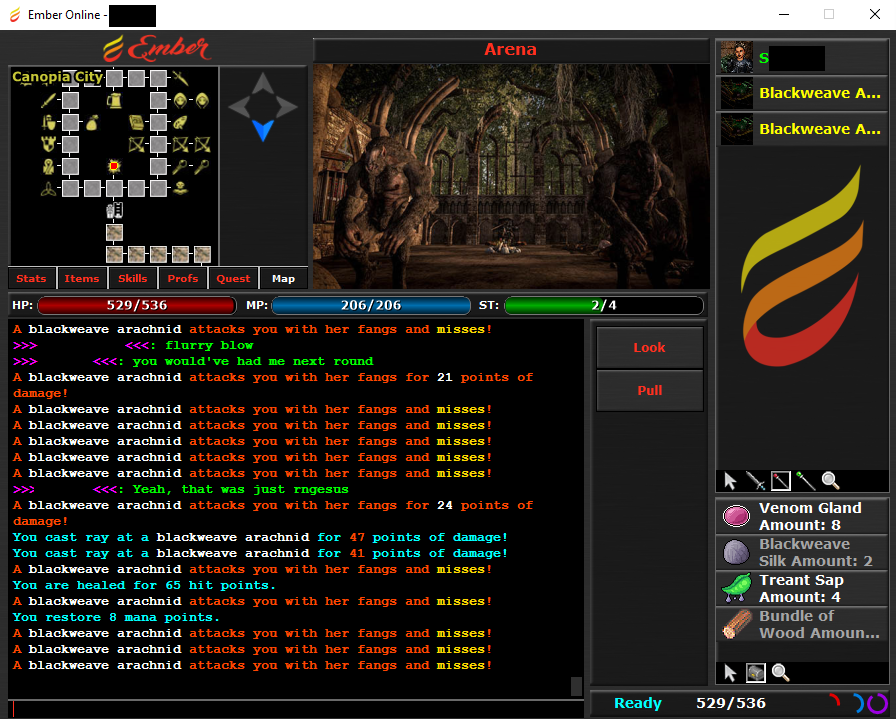 Ember Online -
Ember
Canopia City
Arena
S
Blackweave A...
Blackweave A...
Stats Items Skills Profs Quest Map
HP: 529/536 MP: 206/206 ST: 2/4
A blackweave arachnid attacks you with her fangs and misses!
>>> <<<: flurry blow
>>> <<<: you would've had me next round
A blackweave arachnid attacks you with her fangs for 21 points of
damage!
A blackweave arachnid attacks you with her fangs and misses!
A blackweave arachnid attacks you with her fangs and misses!
A blackweave arachnid attacks you with her fangs and misses!
A blackweave arachnid attacks you with her fangs and misses!
A blackweave arachnid attacks you with her fangs and misses!
>>> <<<: Yeah, that was just rngesus
A blackweave arachnid attacks you with her fangs for 24 points of
damage!
You cast ray at a blackweave arachnid for 47 points of damage!
You cast ray at a blackweave arachnid for 41 points of damage!
A blackweave arachnid attacks you with her fangs and misses!
You are healed for 65 hit points.
A blackweave arachnid attacks you with her fangs and misses!
You restore 8 mana points.
A blackweave arachnid attacks you with her fangs and misses!
A blackweave arachnid attacks you with her fangs and misses!
A blackweave arachnid attacks you with her fangs and misses!
Look
Pull
Venom Gland
Amount: 8
Blackweave
Silk Amount: 2
Treant Sap
Amount: 4
Bundle of
Wood Amoun...
Ready 529/536